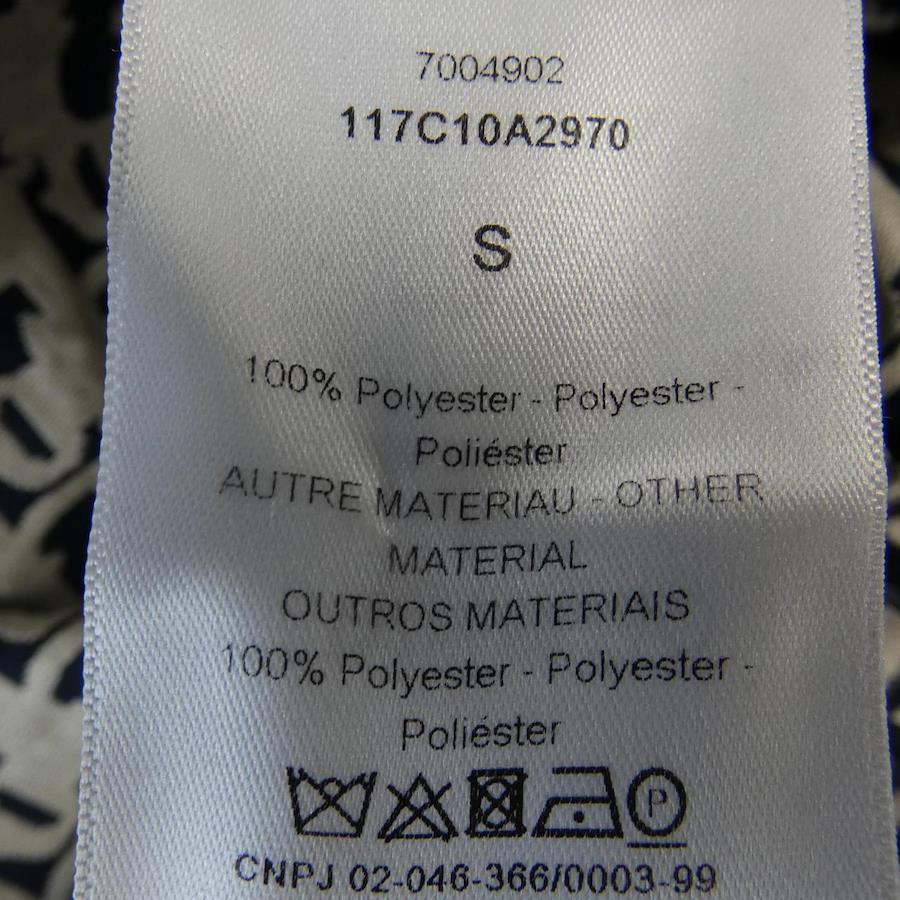 7004902
117C10A2970
S
100% Polyester - Polyester -
Poliéster
AUTRE MATERIAU - OTHER
MATERIAL
OUTROS MATERIAIS
100% Polyester - Polyester -
Poliéster
P
CNPJ 02-046-366/0003-99